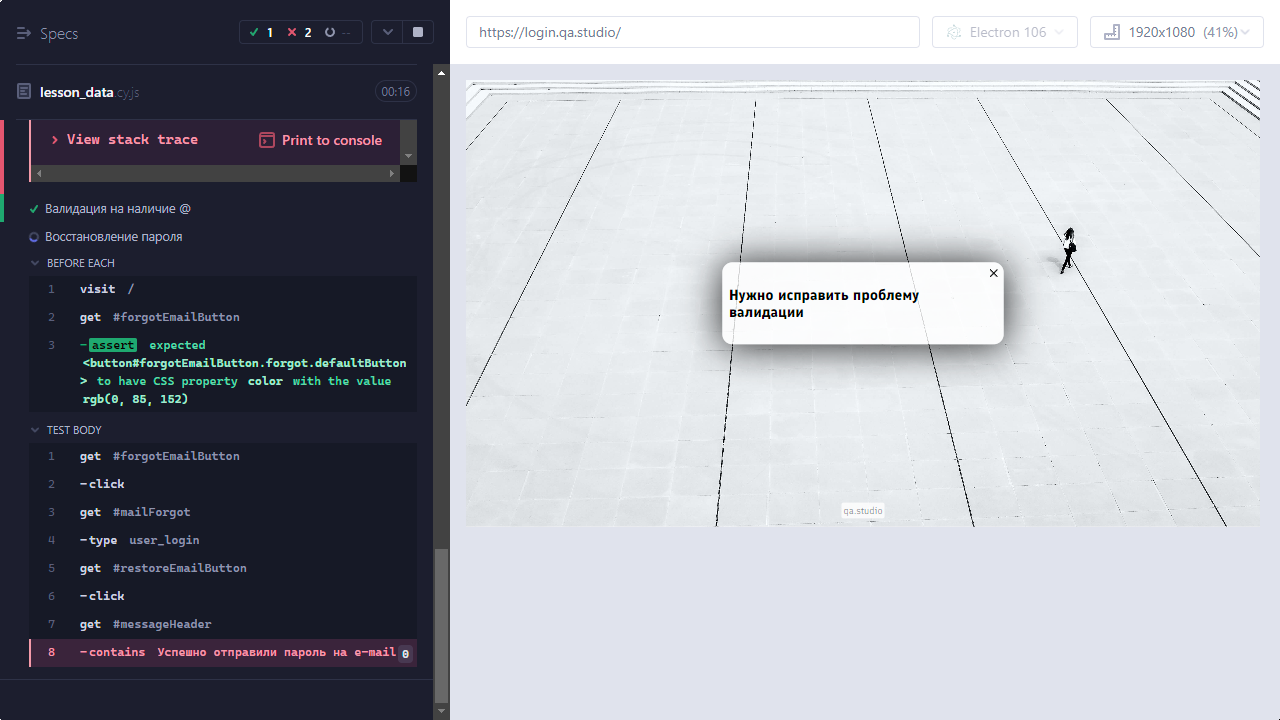 Specs
1 2 --
lesson_data cy.js 00:16
View stack trace Print to console
Валидация на наличие @
Восстановление пароля
BEFORE EACH
1 visit /
2 get #forgotEmailButton
3 -assert expected
<button#forgotEmailButton.forgot.defaultButton
> to have CSS property color with the value
rgb(0, 85, 152)
TEST BODY
1 get #forgotEmailButton
2 -click
3 get #mailForgot
4 -type user_login
5 get #restoreEmailButton
6 -click
7 get #messageHeader
8 -contains Успешно отправили пароль на e-mail 0
https://login.qa.studio/
Electron 106
1920x1080 (41%)
Нужно исправить проблему
валидации
qa.studio